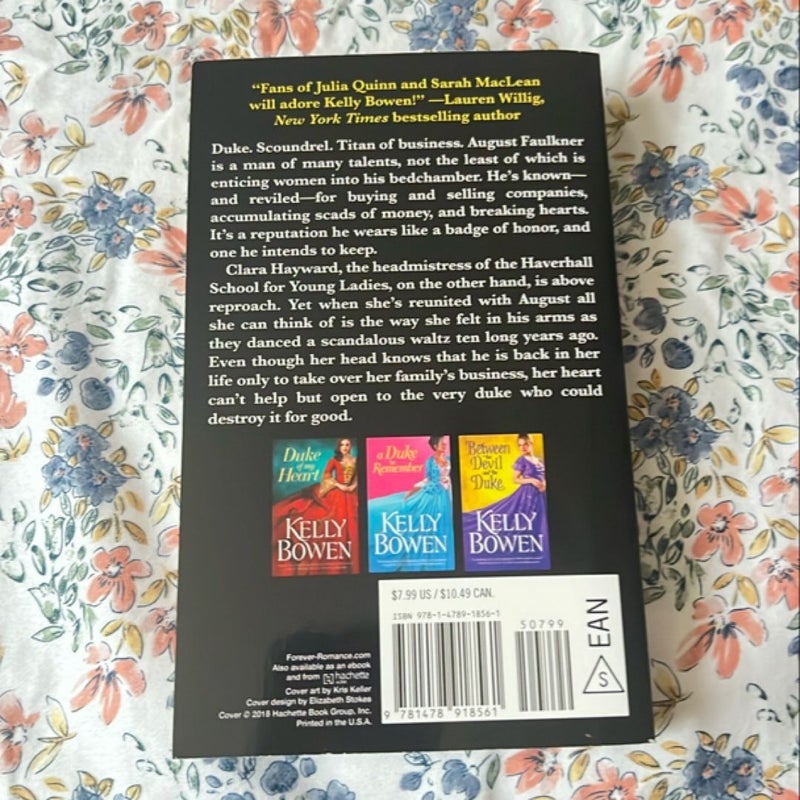 “Fans of Julia Quinn and Sarah MacLean
will adore Kelly Bowen!” —Lauren Willig,
New York Times bestselling author
Duke. Scoundrel. Titan of business. August Faulkner
is a man of many talents, not the least of which is
enticing women into his bedchamber. He’s known—
and reviled—for buying and selling companies,
accumulating scads of money, and breaking hearts.
It’s a reputation he wears like a badge of honor, and
one he intends to keep.
Clara Hayward, the headmistress of the Haverhall
School for Young Ladies, on the other hand, is above
reproach. Yet when she’s reunited with August all
she can think of is the way she felt in his arms as
they danced a scandalous waltz ten long years ago.
Even though her head knows that he is back in her
life only to take over her family’s business, her heart
can’t help but open to the very duke who could
destroy it for good.
Duke
of my
Heart
KELLY
BOWEN
a Duke
to
Remember
KELLY
BOWEN
Between
the
Devil
and the
Duke
KELLY
BOWEN
$7.99 US / $10.49 CAN.
ISBN 978-1-4789-1856-1
50799
EAN
S
9 781478 918561
Forever-Romance.com
Also available as an ebook
and from hachette
Cover art by Kris Keller
Cover design by Elizabeth Stokes
Cover © 2018 Hachette Book Group, Inc.
Printed in the U.S.A.